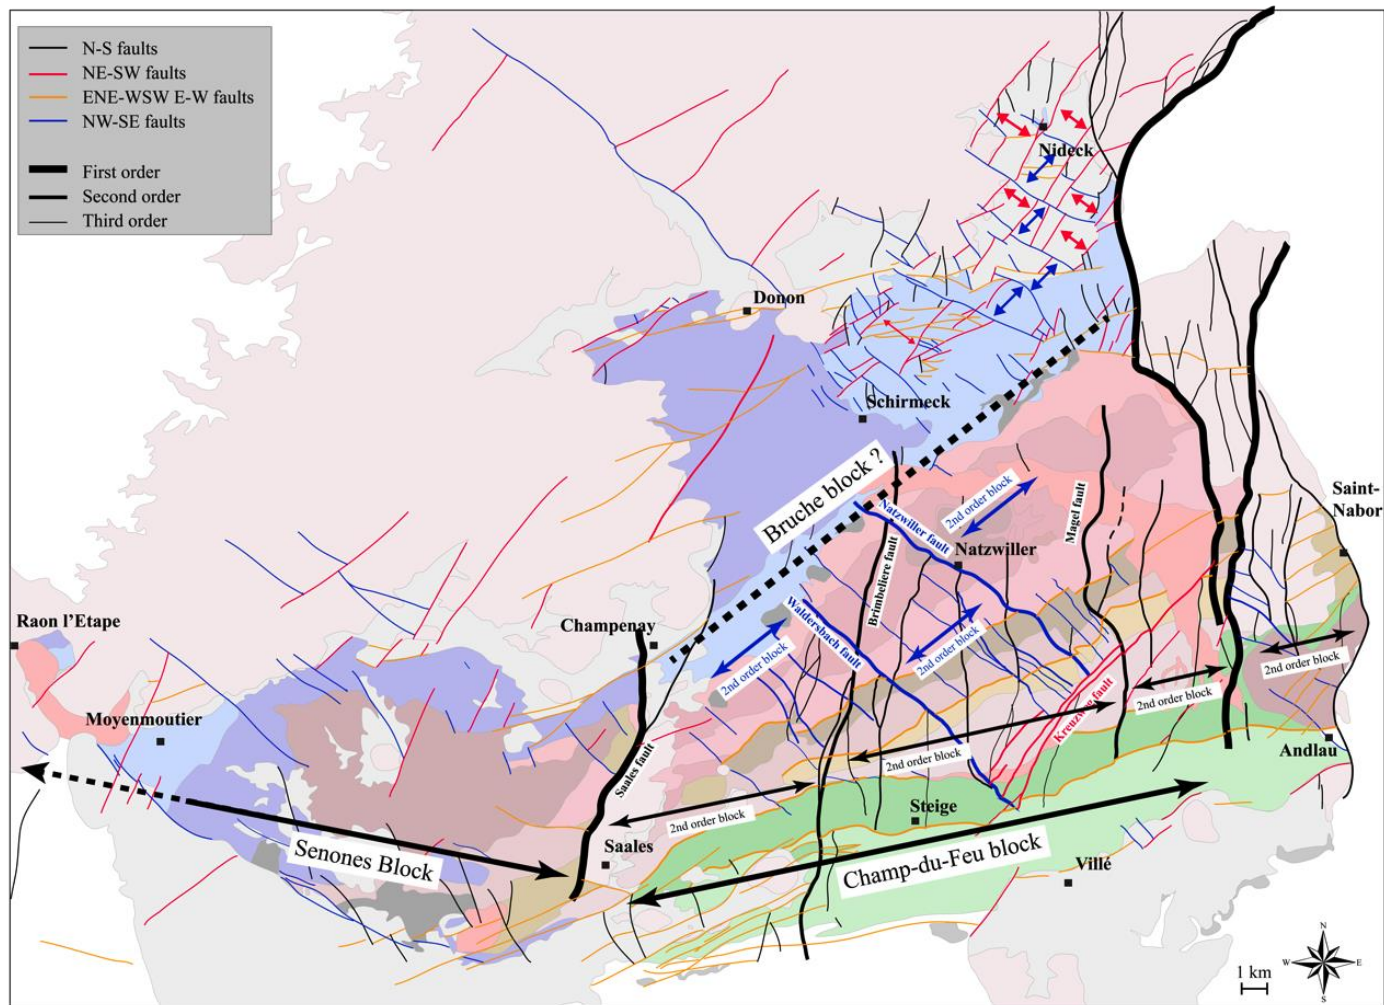 N-S faults
NE-SW faults
ENE-WSW E-W faults
NW-SE faults
First order
Second order
Third order
Nideck
Donon
Schirmeck
Bruche block ?
2nd order block
Natzwiller fault
Magel fault
Saint-
Nabor
Natzwiller
Brimbeliere fault
Raon l'Etape
Champenay
Waldersbach fault
2nd order block
2nd order block
2nd order block
2nd order block
Kreuzweg fault
Moyenmoutier
Saales fault
2nd order block
Andlau
2nd order block
Steige
Senones Block
Saales
Champ-du-Feu block
Villé
N
W
E
S
1 km